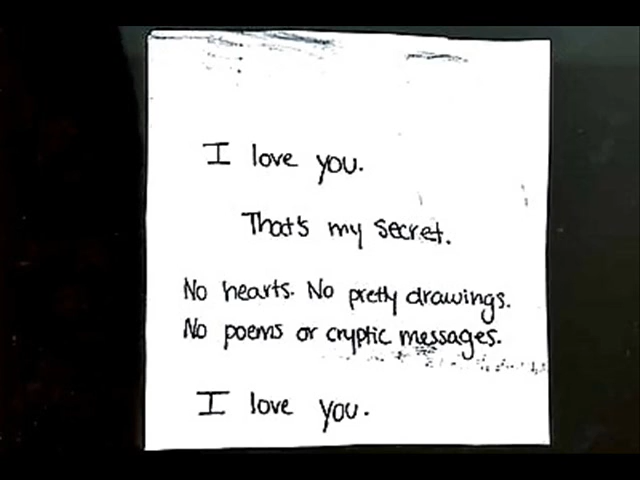 I love you.
That's my secret.
No hearts. No pretty drawings.
No poems or cryptic messages.
I love you.